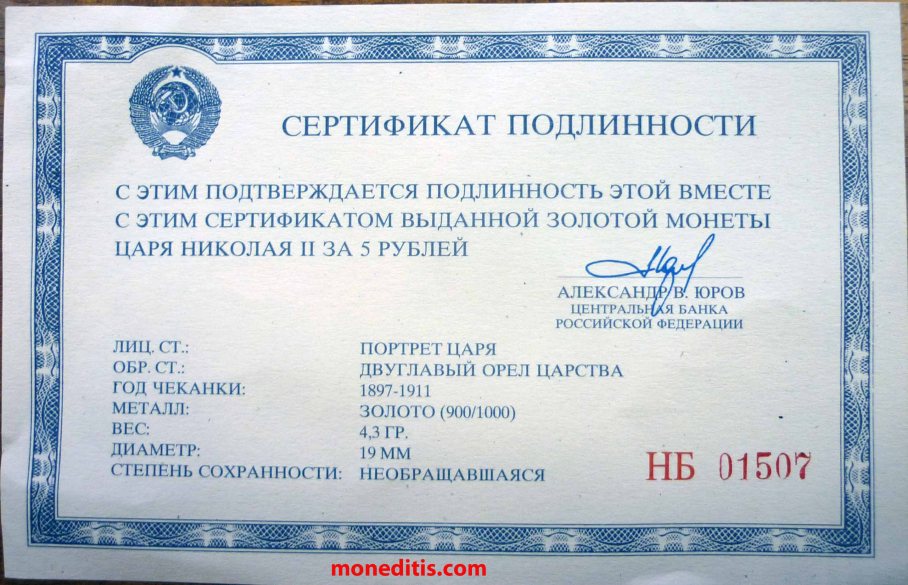 СЕРТИФИКАТ ПОДЛИННОСТИ
С ЭТИМ ПОДТВЕРЖДАЕТСЯ ПОДЛИННОСТЬ ЭТОЙ ВМЕСТЕ
С ЭТИМ СЕРТИФИКАТОМ ВЫДАННОЙ ЗОЛОТОЙ МОНЕТЫ
ЦАРЯ НИКОЛАЯ II ЗА 5 РУБЛЕЙ
АЛЕКСАНДР В. ЮРОВ
ЦЕНТРАЛЬНАЯ БАНКА
РОССИЙСКОЙ ФЕДЕРАЦИИ
ЛИЦ. СТ.: ПОРТРЕТ ЦАРЯ
ОБР. СТ.: ДВУГЛАВЫЙ ОРЕЛ ЦАРСТВА
ГОД ЧЕКАНКИ: 1897-1911
МЕТАЛЛ: ЗОЛОТО (900/1000)
ВЕС: 4,3 ГР.
ДИАМЕТР: 19 ММ
СТЕПЕНЬ СОХРАННОСТИ: НЕОБРАЩАВШАЯСЯ
НБ 01507
moneditis.com